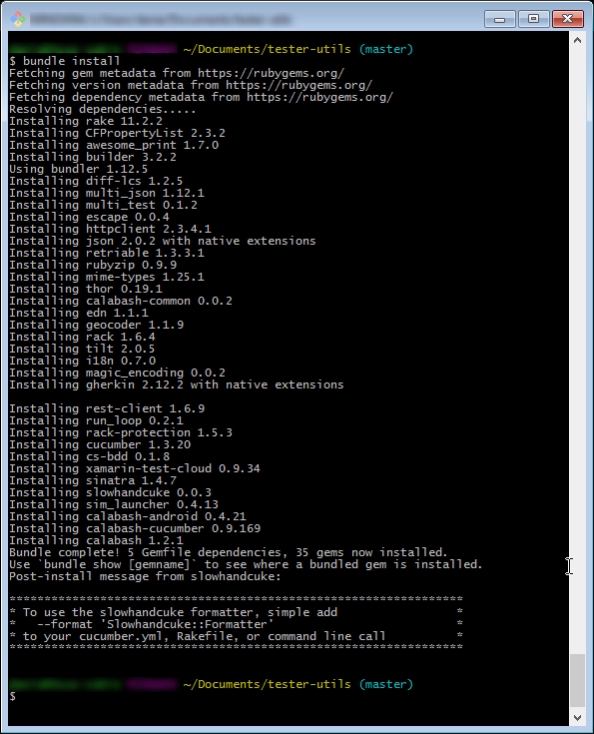 ~/Documents/tester-utils (master)
$ bundle install
Fetching gem metadata from https://rubygems.org/
Fetching version metadata from https://rubygems.org/
Fetching dependency metadata from https://rubygems.org/
Resolving dependencies.....
Installing rake 11.2.2
Installing CFPropertyList 2.3.2
Installing awesome_print 1.7.0
Installing builder 3.2.2
Using bundler 1.12.5
Installing diff-lcs 1.2.5
Installing multi_json 1.12.1
Installing multi_test 0.1.2
Installing escape 0.0.4
Installing httpclient 2.3.4.1
Installing json 2.0.2 with native extensions
Installing retriable 1.3.3.1
Installing rubyzip 0.9.9
Installing mime-types 1.25.1
Installing thor 0.19.1
Installing calabash-common 0.0.2
Installing edn 1.1.1
Installing geocoder 1.1.9
Installing rack 1.6.4
Installing tilt 2.0.5
Installing i18n 0.7.0
Installing magic_encoding 0.0.2
Installing gherkin 2.12.2 with native extensions
Installing rest-client 1.6.9
Installing run_loop 0.2.1
Installing rack-protection 1.5.3
Installing cucumber 1.3.20
Installing cs-bdd 0.1.8
Installing xamarin-test-cloud 0.9.34
Installing sinatra 1.4.7
Installing slowhandcuke 0.0.3
Installing sim_launcher 0.4.13
Installing calabash-android 0.4.21
Installing calabash-cucumber 0.9.169
Installing calabash 1.2.1
Bundle complete! 5 Gemfile dependencies, 35 gems now installed.
Use `bundle show [gemname]` to see where a bundled gem is installed.
Post-install message from slowhandcuke:
******************************************************************
* To use the slowhandcuke formatter, simple add *
* --format 'Slowhandcuke::Formatter' *
* to your cucumber.yml, Rakefile, or command line call *
******************************************************************
~/Documents/tester-utils (master)
$